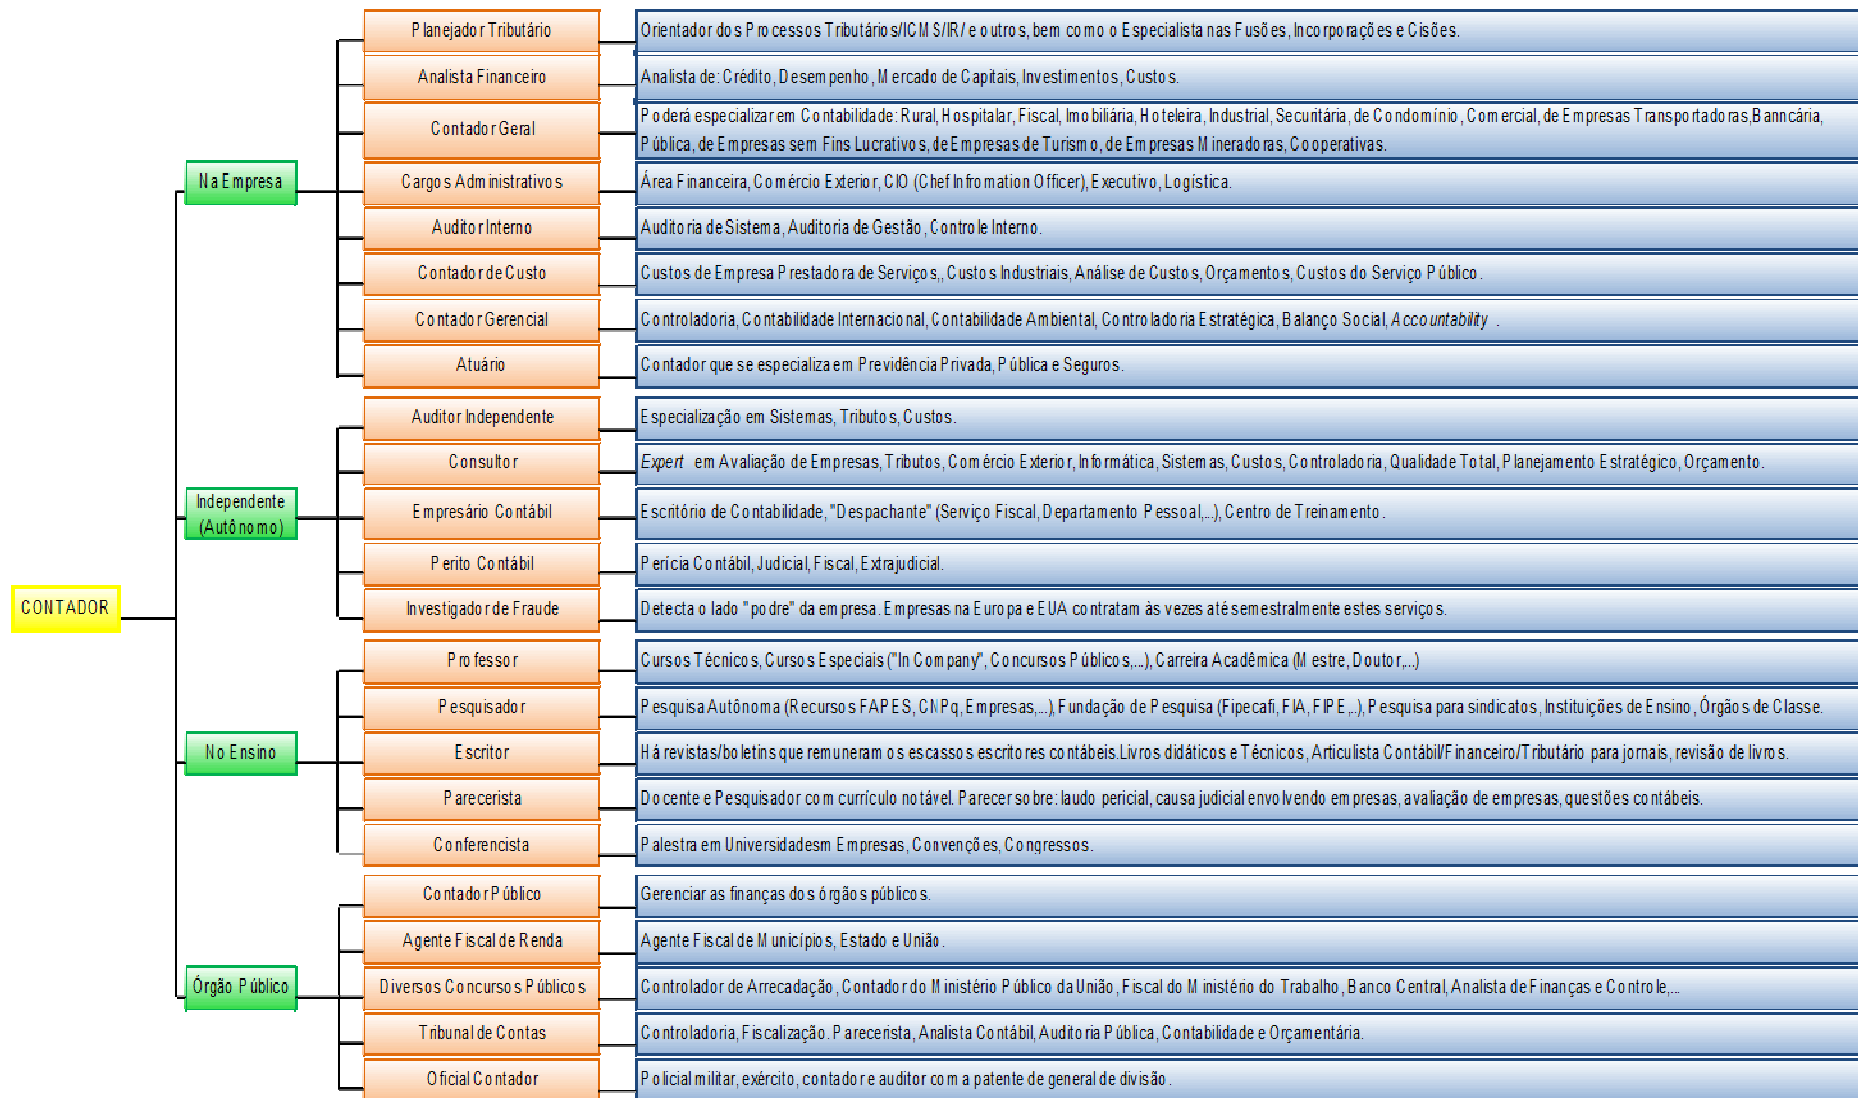 CONTADOR
Na Empresa
Planejador Tributário
Orientador dos Processos Tributários/ICMS/IR/ e outros, bem como o Especialista nas Fusões, Incorporações e Cisões.
Analista Financeiro
Analista de: Crédito, Desempenho, Mercado de Capitais, Investimentos, Custos.
Contador Geral
Poderá especializar em Contabilidade: Rural, Hospitalar, Fiscal, Imobiliária, Hoteleira, Industrial, Securitária, de Condomínio, Comercial, de Empresas Transportadoras,Banncária,
Pública, de Empresas sem Fins Lucrativos, de Empresas de Turismo, de Empresas Mineradoras, Cooperativas.
Cargos Administrativos
Área Financeira, Comércio Exterior, CIO (Chef Infromation Officer), Executivo, Logística.
Auditor Interno
Auditoria de Sistema, Auditoria de Gestão, Controle Interno.
Contador de Custo
Custos de Empresa Prestadora de Serviços,, Custos Industriais, Análise de Custos, Orçamentos, Custos do Serviço Público.
Contador Gerencial
Controladoria, Contabilidade Internacional, Contabilidade Ambiental, Controladoria Estratégica, Balanço Social, Accountability .
Atuário
Contador que se especializa em Previdência Privada, Pública e Seguros.
Independente
(Autônomo)
Auditor Independente
Especialização em Sistemas, Tributos, Custos.
Consultor
Expert em Avaliação de Empresas, Tributos, Comércio Exterior, Informática, Sistemas, Custos, Controladoria, Qualidade Total, Planejamento Estratégico, Orçamento.
Empresário Contábil
Escritório de Contabilidade, "Despachante" (Serviço Fiscal, Departamento Pessoal,...), Centro de Treinamento.
Perito Contábil
Perícia Contábil, Judicial, Fiscal, Extrajudicial.
Investigador de Fraude
Detecta o lado "podre" da empresa. Empresas na Europa e EUA contratam às vezes até semestralmente estes serviços.
No Ensino
Professor
Cursos Técnicos, Cursos Especiais ("In Company", Concursos Públicos,...), Carreira Acadêmica (Mestre, Doutor,...)
Pesquisador
Pesquisa Autônoma (Recursos FAPES, CNPq, Empresas,...), Fundação de Pesquisa (Fipecafi, FIA, FIPE,..), Pesquisa para sindicatos, Instituições de Ensino, Órgãos de Classe.
Escritor
Há revistas/boletins que remuneram os escassos escritores contábeis.Livros didáticos e Técnicos, Articulista Contábil/Financeiro/Tributário para jornais, revisão de livros.
Parecerista
Docente e Pesquisador com currículo notável. Parecer sobre: laudo pericial, causa judicial envolvendo empresas, avaliação de empresas, questões contábeis.
Conferencista
Palestra em Universidadesm Empresas, Convenções, Congressos.
Órgão Público
Contador Público
Gerenciar as finanças dos órgãos públicos.
Agente Fiscal de Renda
Agente Fiscal de Municípios, Estado e União.
Diversos Concursos Públicos
Controlador de Arrecadação, Contador do Ministério Público da União, Fiscal do Ministério do Trabalho, Banco Central, Analista de Finanças e Controle,...
Tribunal de Contas
Controladoria, Fiscalização. Parecerista, Analista Contábil, Auditoria Pública, Contabilidade e Orçamentária.
Oficial Contador
Policial militar, exército, contador e auditor com a patente de general de divisão.